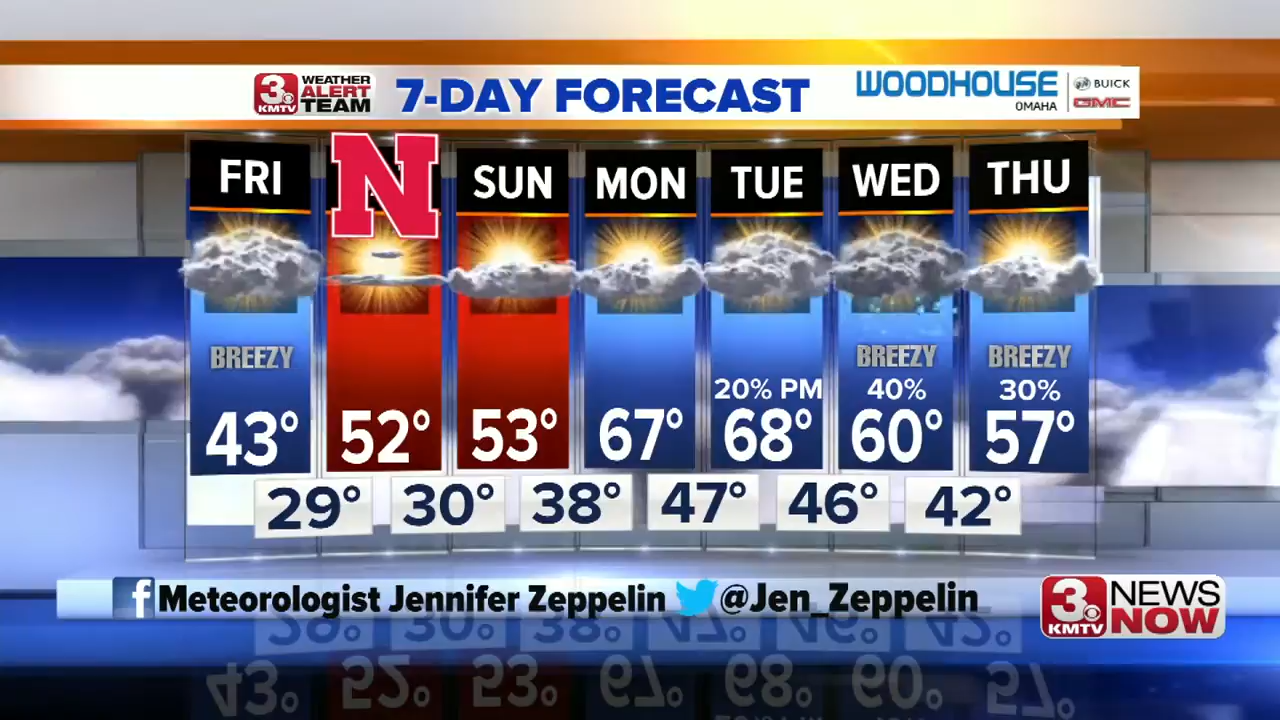 3 KMTV WEATHER ALERT TEAM 7-DAY FORECAST WOODHOUSE OMAHA BUICK GMC
FRI N SUN MON TUE WED THU
BREEZY BREEZY BREEZY
20% PM 40% 30%
43° 52° 53° 67° 68° 60° 57°
29° 30° 38° 47° 46° 42°
f Meteorologist Jennifer Zeppelin @Jen_Zeppelin
3 KMTV NEWS NOW